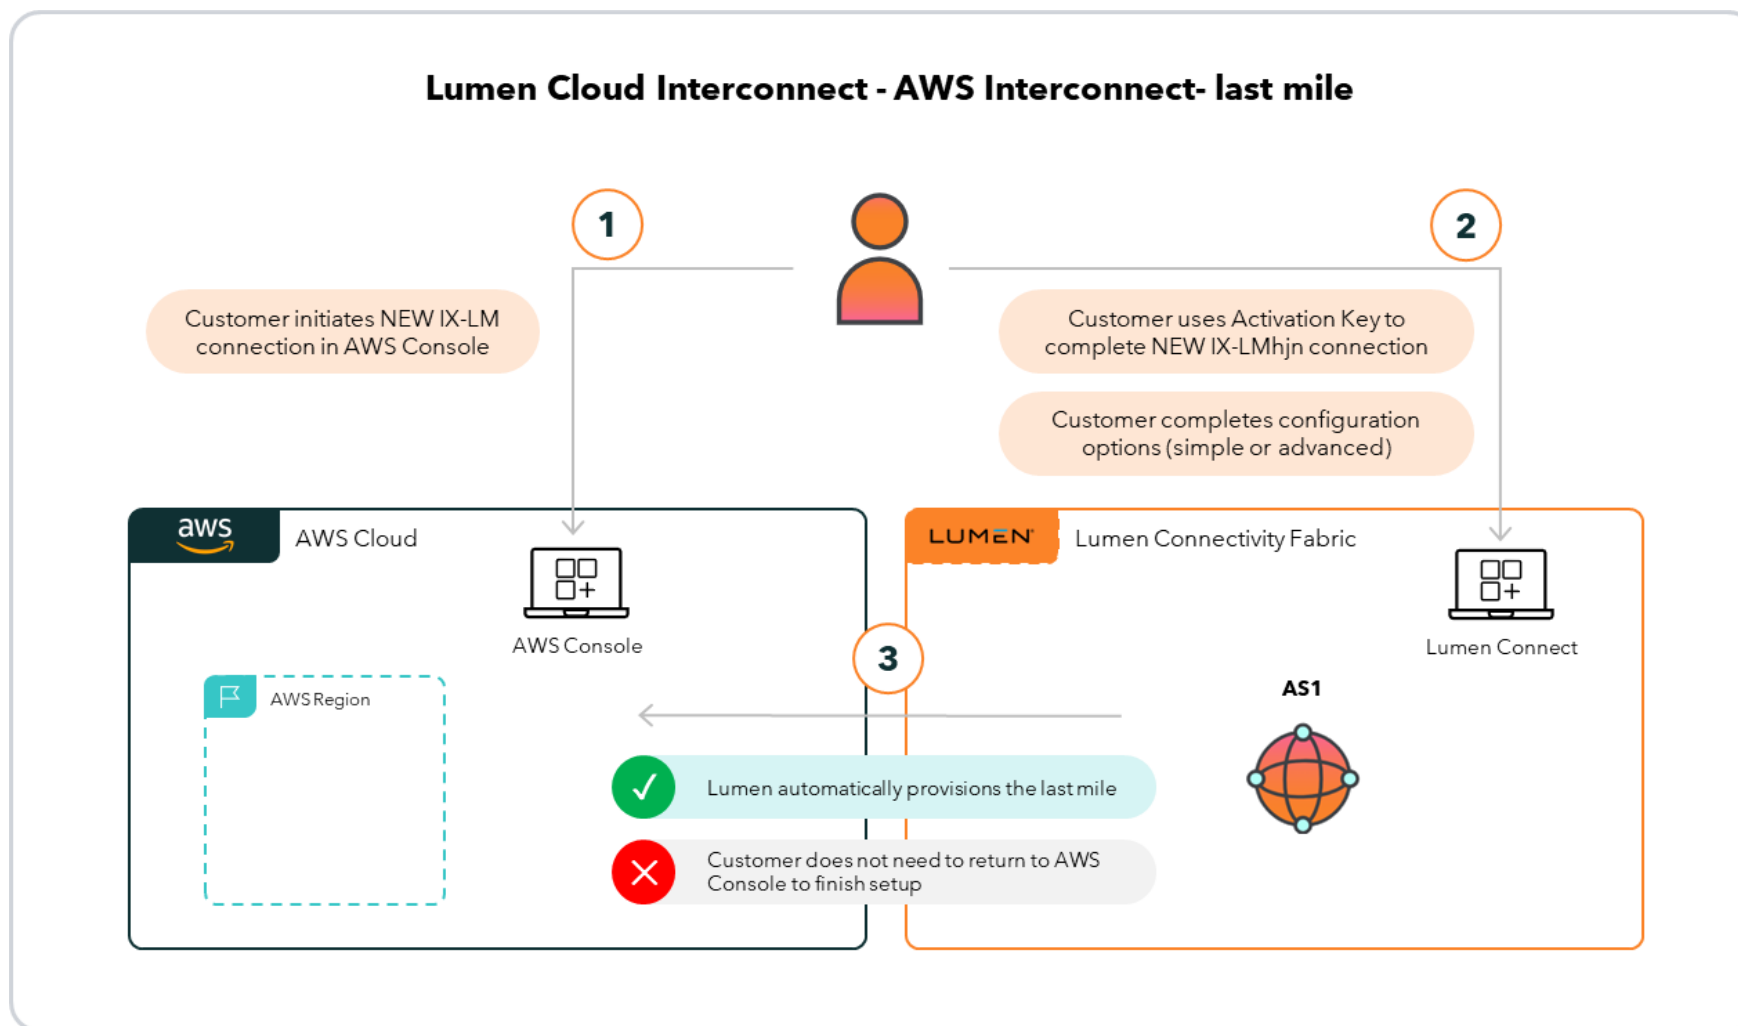 Lumen Cloud Interconnect - AWS Interconnect- last mile
1
2
Customer initiates NEW IX-LM
connection in AWS Console
Customer uses Activation Key to
complete NEW IX-LMhjn connection
Customer completes configuration
options (simple or advanced)
aws
AWS Cloud
LUMEN
Lumen Connectivity Fabric
AWS Console
Lumen Connect
3
AWS Region
AS1
Lumen automatically provisions the last mile
Customer does not need to return to AWS
Console to finish setup